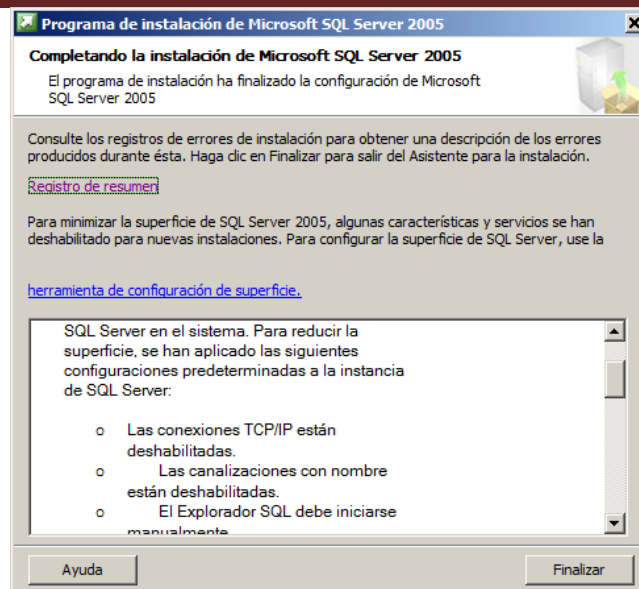 Programa de instalación de Microsoft SQL Server 2005
Completando la instalación de Microsoft SQL Server 2005
El programa de instalación ha finalizado la configuración de Microsoft
SQL Server 2005
Consulte los registros de errores de instalación para obtener una descripción de los errores
producidos durante ésta. Haga clic en Finalizar para salir del Asistente para la instalación.
Registro de resumen
Para minimizar la superficie de SQL Server 2005, algunas características y servicios se han
deshabilitado para nuevas instalaciones. Para configurar la superficie de SQL Server, use la
herramienta de configuración de superficie.
SQL Server en el sistema. Para reducir la
superficie, se han aplicado las siguientes
configuraciones predeterminadas a la instancia
de SQL Server:
o Las conexiones TCP/IP están
deshabilitadas.
o Las canalizaciones con nombre
están deshabilitadas.
o El Explorador SQL debe iniciarse
manualmente
Ayuda
Finalizar